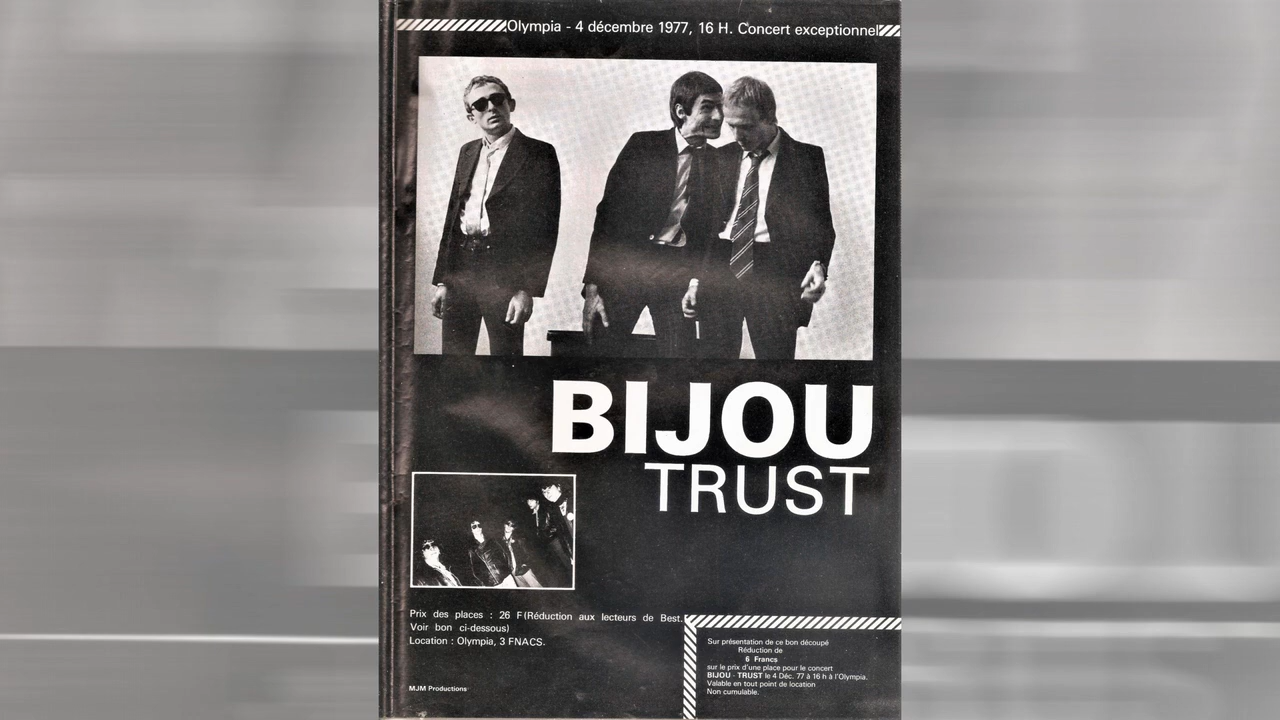 Olympia - 4 décembre 1977, 16 H. Concert exceptionnel
BIJOU
TRUST
Prix des places : 26 F (Réduction aux lecteurs de Best.
Voir bon ci-dessous)
Location : Olympia, 3 FNACS.
MJM Productions
Sur présentation de ce bon découpé
Réduction de
6 Francs
sur le prix d'une place pour le concert
BIJOU - TRUST le 4 Déc. 77 à 16 h à l'Olympia.
Valable en tout point de location
Non cumulable.